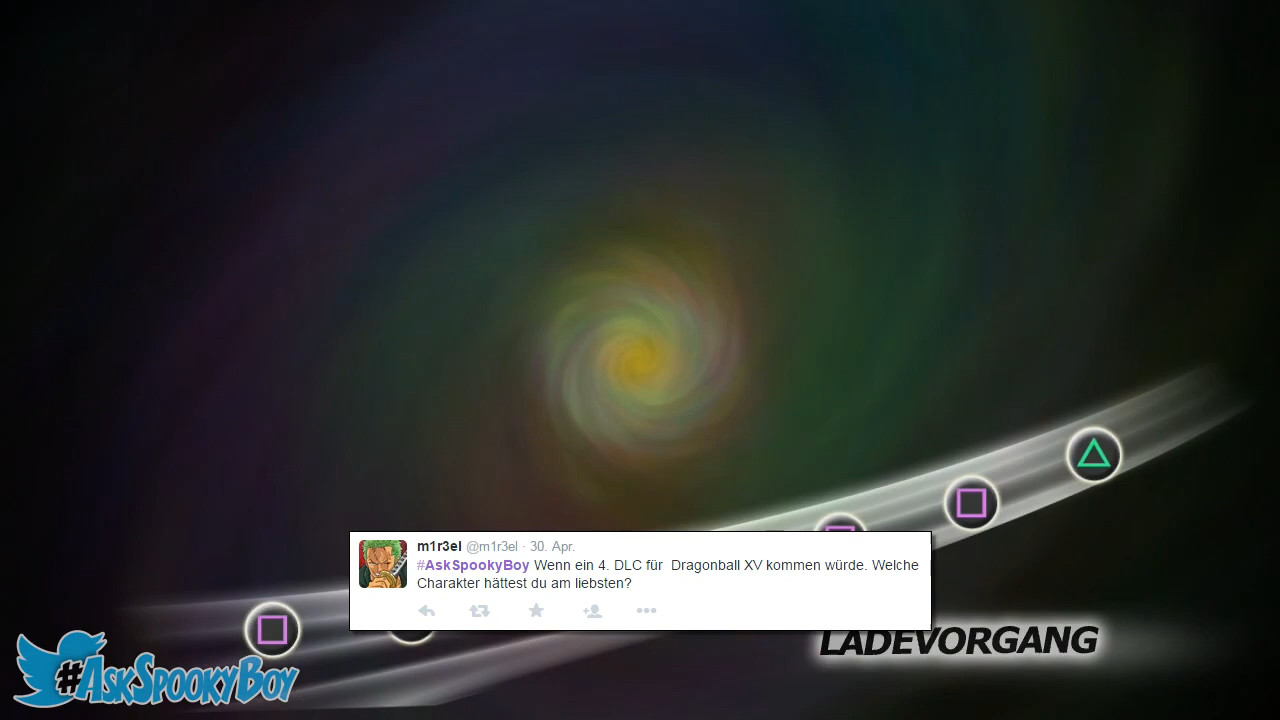 m1r3el @m1r3el · 30. Apr.
#AskSpookyBoy Wenn ein 4. DLC für Dragonball XV kommen würde. Welche
Charakter hättest du am liebsten?
LADEVORGANG
#AskSpookyBoy